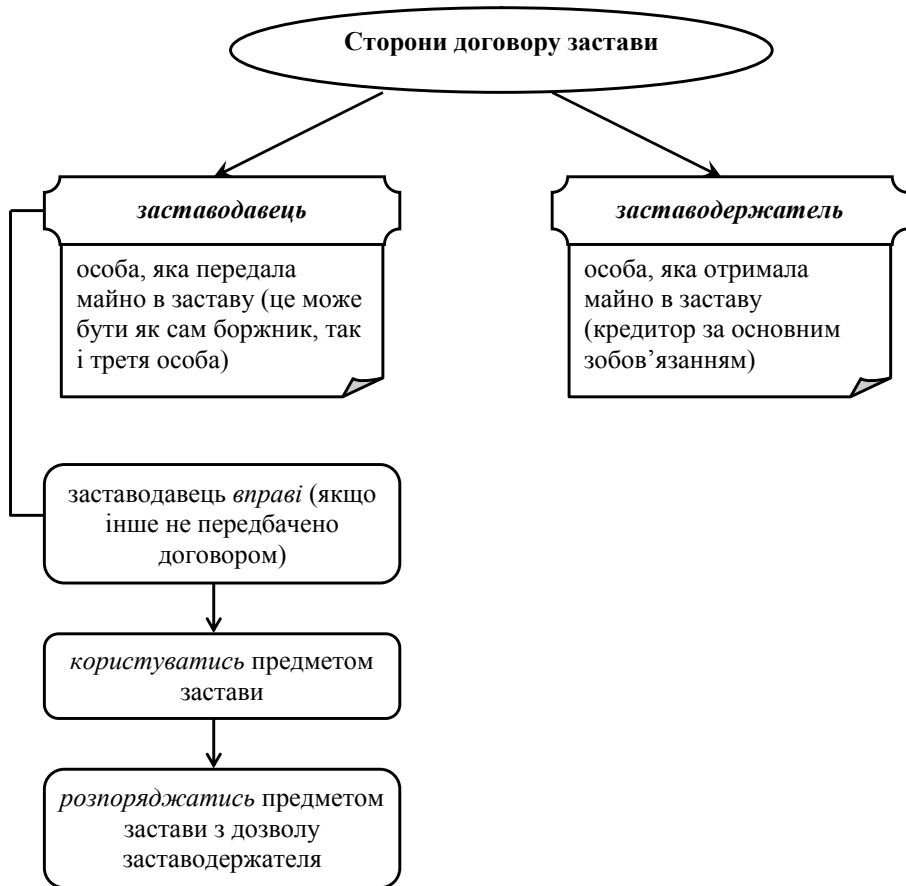 Сторони договору застави
заставодавець
особа, яка передала
майно в заставу (це може
бути як сам боржник, так
і третя особа)
заставодержатель
особа, яка отримала
майно в заставу
(кредитор за основним
зобов’язанням)
заставодавець вправі (якщо
інше не передбачено
договором)
користуватись предметом
застави
розпоряджатись предметом
застави з дозволу
заставодержателя